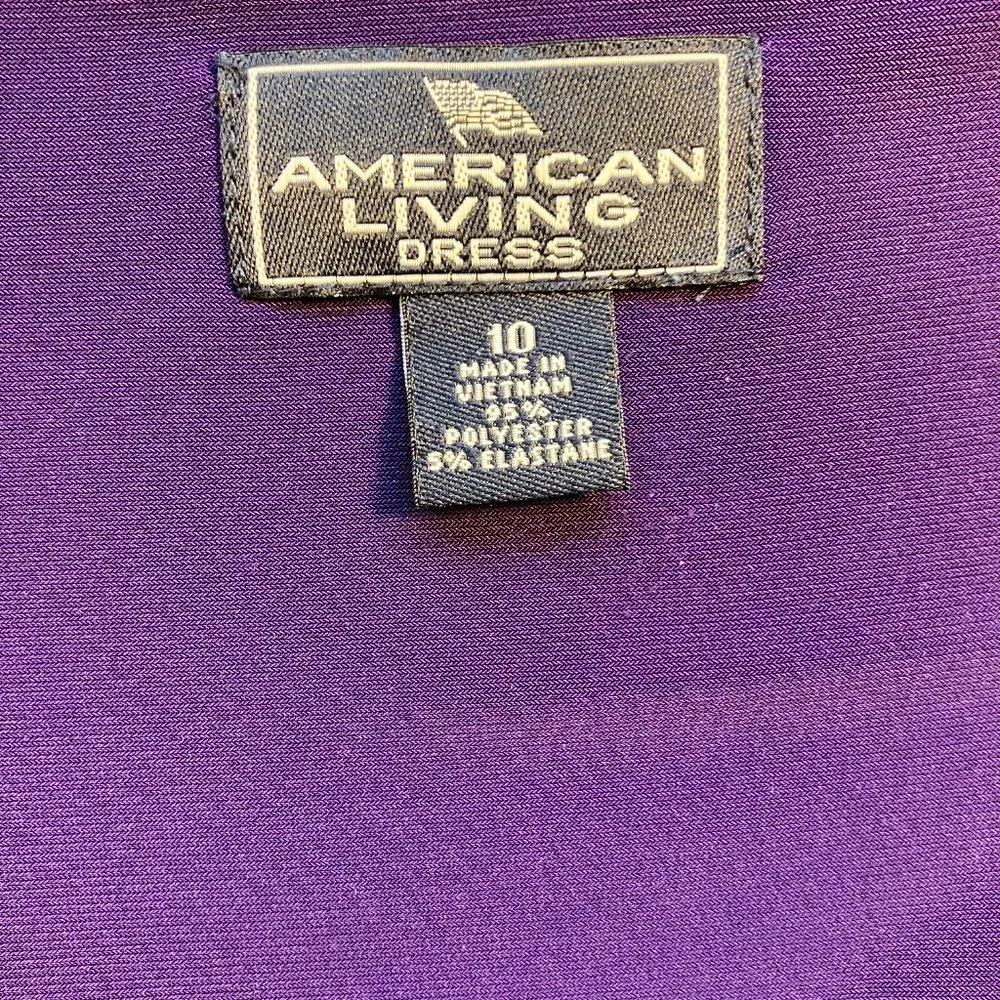 AMERICAN
LIVING
DRESS
10
MADE IN
VIETNAM
95%
POLYESTER
5% ELASTANE